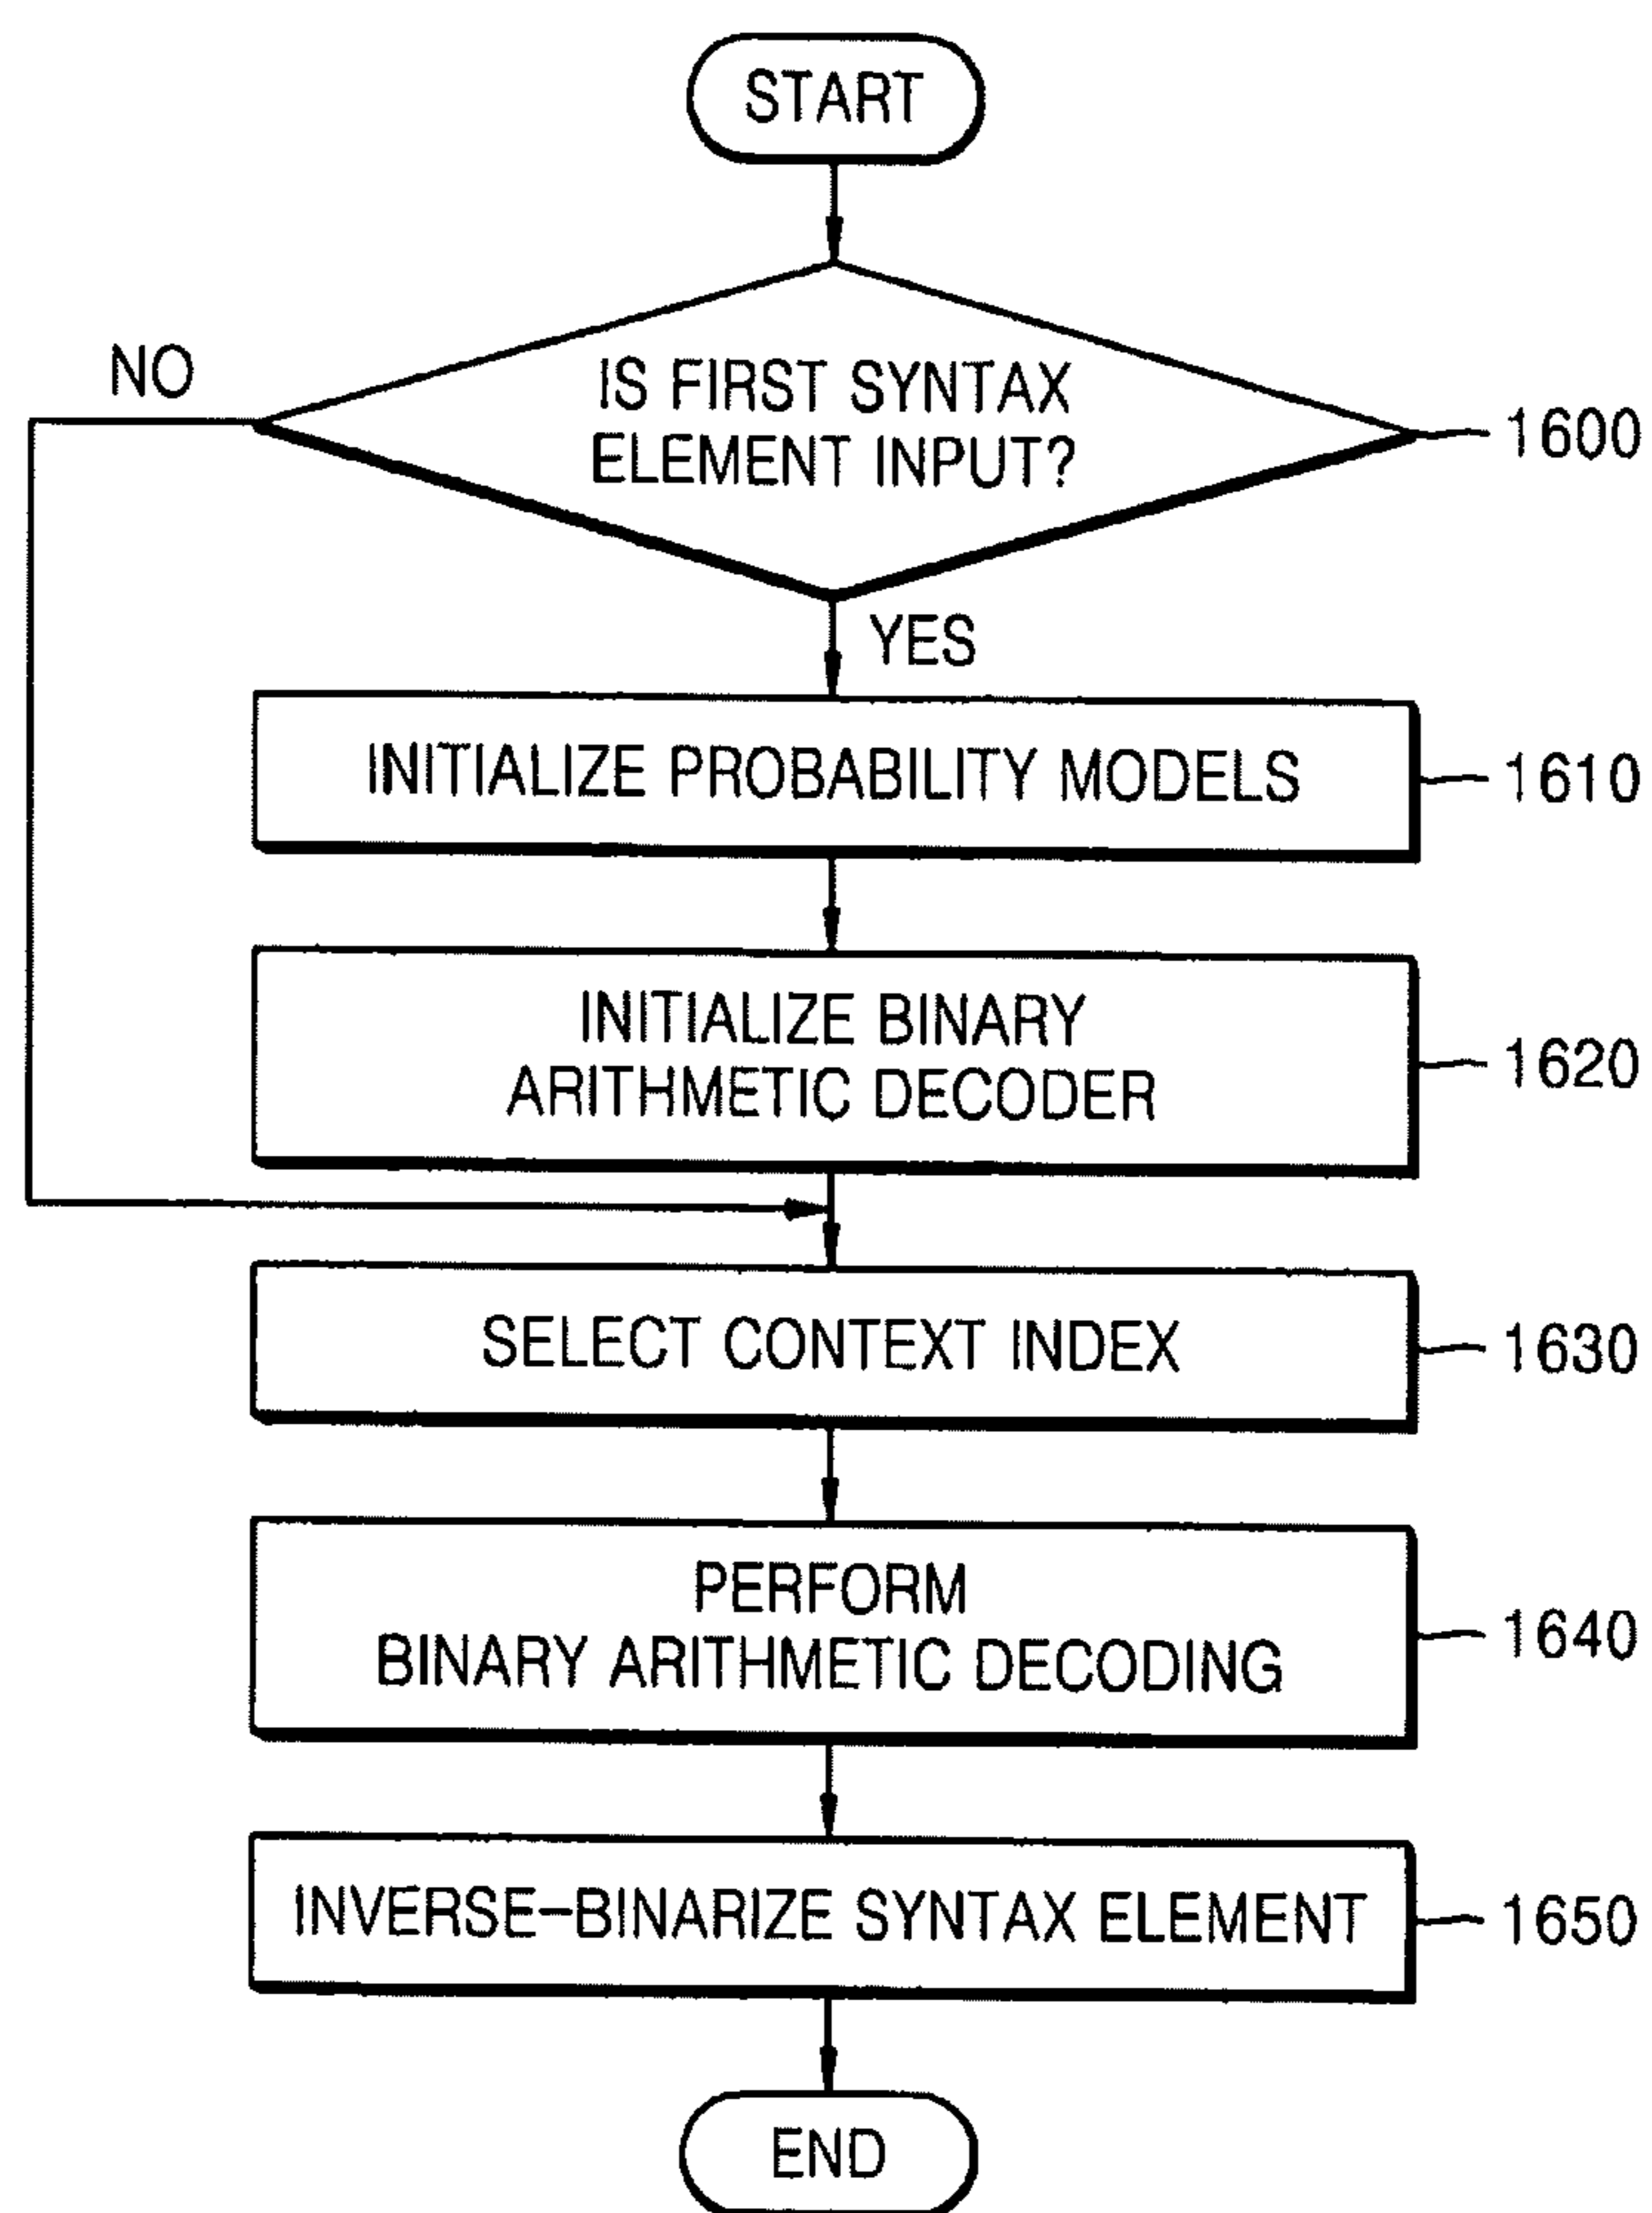 START
NO
IS FIRST SYNTAX
ELEMENT INPUT?
1600
YES
INITIALIZE PROBABILITY MODELS
1610
INITIALIZE BINARY
ARITHMETIC DECODER
1620
SELECT CONTEXT INDEX
1630
PERFORM
BINARY ARITHMETIC DECODING
1640
INVERSE-BINARIZE SYNTAX ELEMENT
1650
END